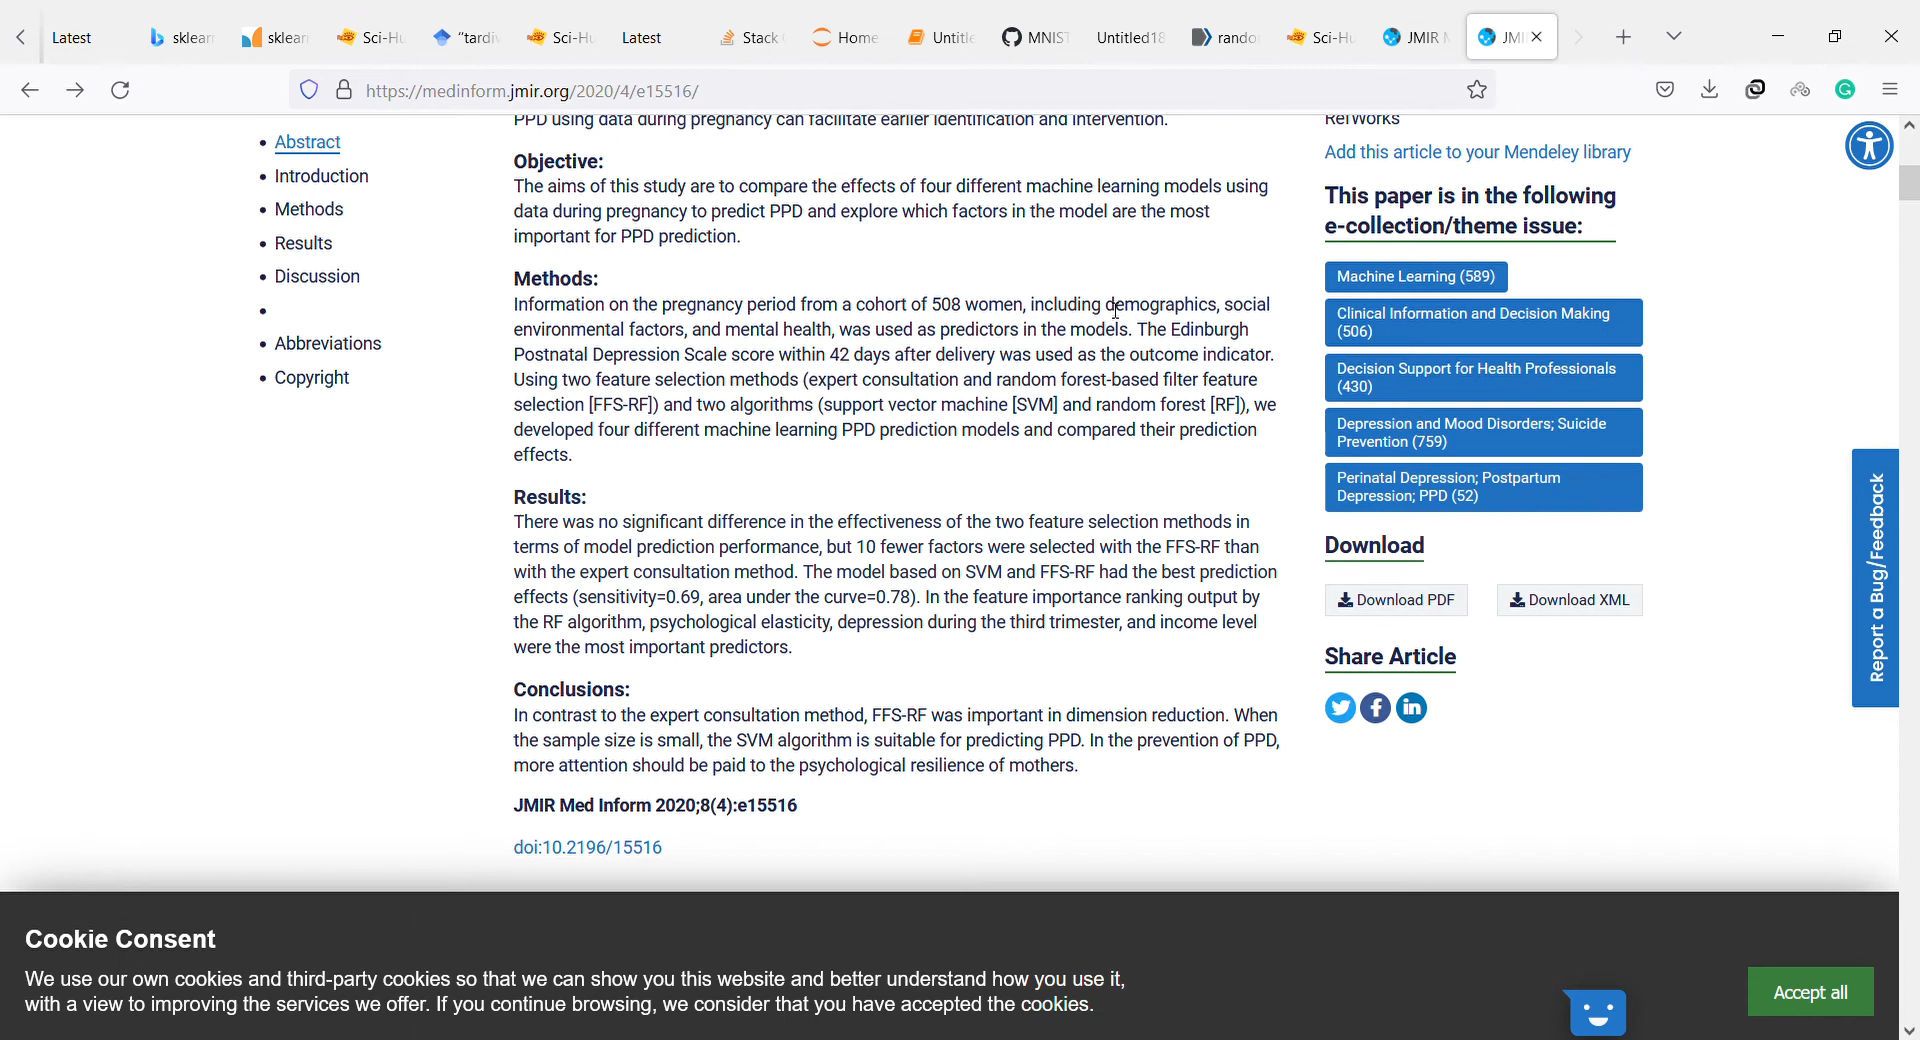 Latest
sklear
sklear
Sci-Hu
"tardiv
Sci-Hu
Latest
Stack
Home
Untitle
MNIST
Untitled18
rando
Sci-Hu
JMIR M
JMI
https://medinform.jmir.org/2020/4/e15516/
Abstract
Introduction
Methods
Results
Discussion
Abbreviations
Copyright
PPD using data during pregnancy can facilitate earlier identification and intervention.
Objective:
The aims of this study are to compare the effects of four different machine learning models using
data during pregnancy to predict PPD and explore which factors in the model are the most
important for PPD prediction.
Methods:
Information on the pregnancy period from a cohort of 508 women, including demographics, social
environmental factors, and mental health, was used as predictors in the models. The Edinburgh
Postnatal Depression Scale score within 42 days after delivery was used as the outcome indicator.
Using two feature selection methods (expert consultation and random forest-based filter feature
selection [FFS-RF]) and two algorithms (support vector machine [SVM] and random forest [RF]), we
developed four different machine learning PPD prediction models and compared their prediction
effects.
Results:
There was no significant difference in the effectiveness of the two feature selection methods in
terms of model prediction performance, but 10 fewer factors were selected with the FFS-RF than
with the expert consultation method. The model based on SVM and FFS-RF had the best prediction
effects (sensitivity=0.69, area under the curve=0.78). In the feature importance ranking output by
the RF algorithm, psychological elasticity, depression during the third trimester, and income level
were the most important predictors.
Conclusions:
In contrast to the expert consultation method, FFS-RF was important in dimension reduction. When
the sample size is small, the SVM algorithm is suitable for predicting PPD. In the prevention of PPD,
more attention should be paid to the psychological resilience of mothers.
JMIR Med Inform 2020;8(4):e15516
doi:10.2196/15516
RefWorks
Add this article to your Mendeley library
This paper is in the following
e-collection/theme issue:
Machine Learning (589)
Clinical Information and Decision Making
(506)
Decision Support for Health Professionals
(430)
Depression and Mood Disorders; Suicide
Prevention (759)
Perinatal Depression; Postpartum
Depression; PPD (52)
Download
Download PDF
Download XML
Share Article
Report a Bug/Feedback
Cookie Consent
We use our own cookies and third-party cookies so that we can show you this website and better understand how you use it,
with a view to improving the services we offer. If you continue browsing, we consider that you have accepted the cookies.
Accept all